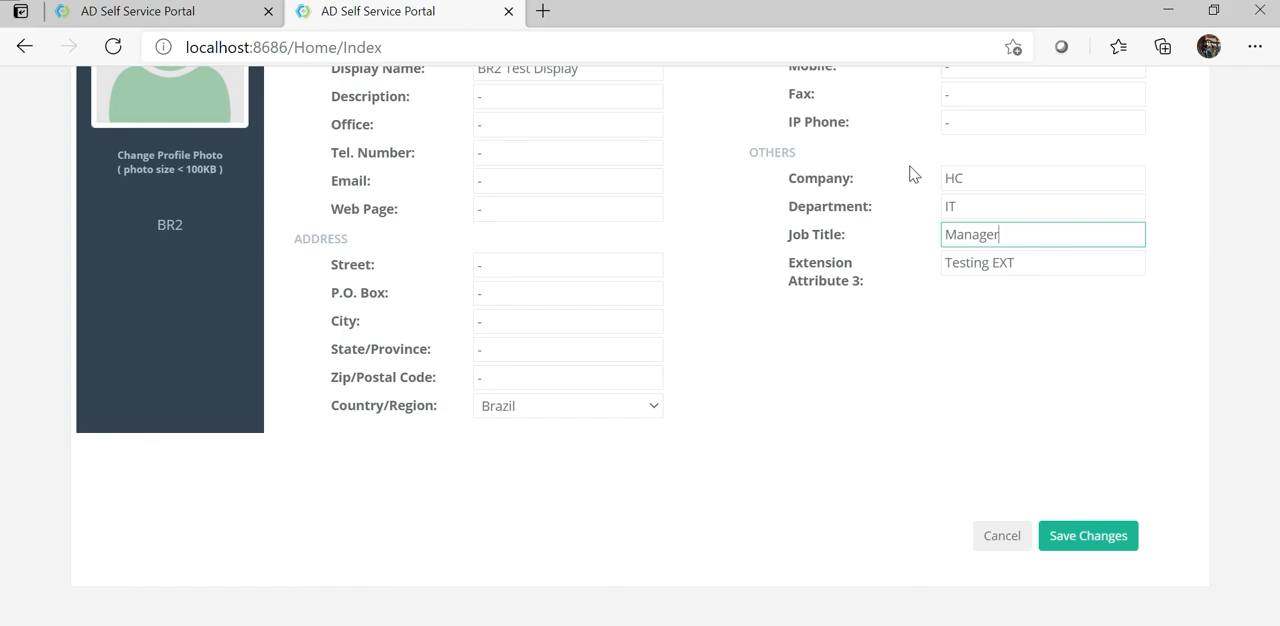 AD Self Service Portal
AD Self Service Portal
localhost:8686/Home/Index
Display Name: BR2 Test Display
Description: -
Office: -
Tel. Number: -
Email: -
Web Page: -
ADDRESS
Street: -
P.O. Box: -
City: -
State/Province: -
Zip/Postal Code: -
Country/Region: Brazil
Mobile: -
Fax: -
IP Phone: -
OTHERS
Company: HC
Department: IT
Job Title: Manager
Extension
Attribute 3: Testing EXT
Change Profile Photo
( photo size < 100KB )
BR2
Cancel
Save Changes